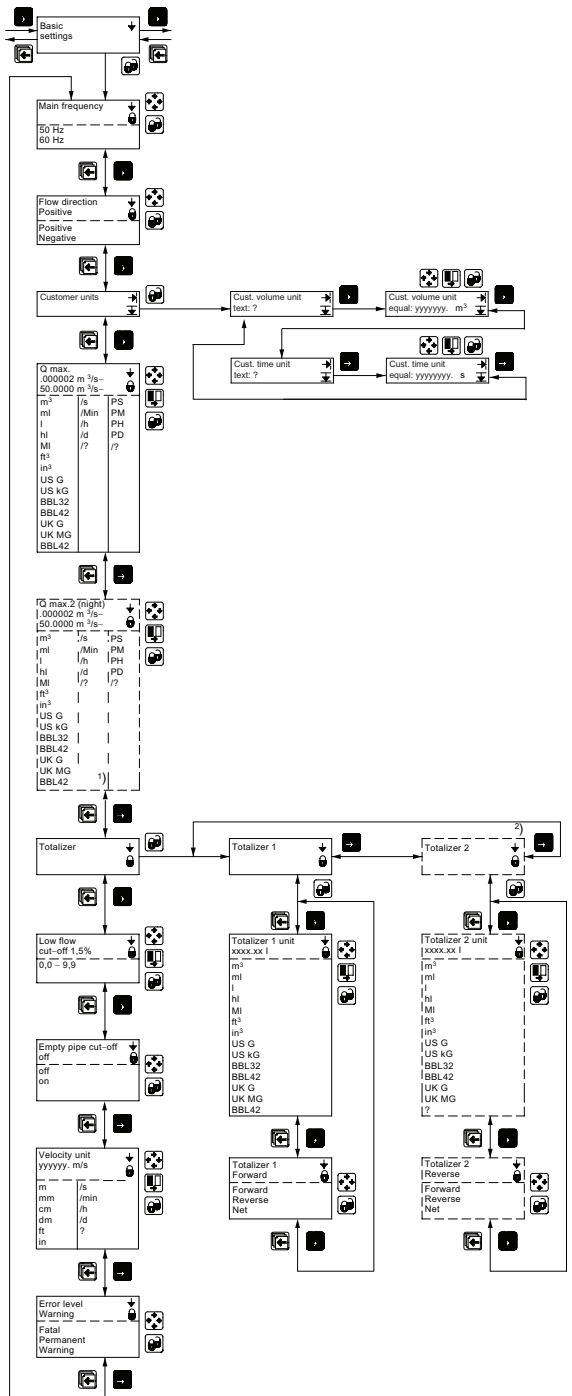 Basic
settings
Main frequency
50 Hz
60 Hz
Flow direction
Positive
Positive
Negative
Customer units
Cust. volume unit
text: ?
Cust. volume unit
equal: yyyyyyy. m³
Cust. time unit
text: ?
Cust. time unit
equal: yyyyyyyy. s
Q max.
.000002 m ³/s–
50.0000 m ³/s–
m³ /s PS
ml /Min PM
l /h PH
hl /d PD
Ml /? /?
ft³
in³
US G
US kG
BBL32
BBL42
UK G
UK MG
BBL42
Q max.2 (night)
.000002 m ³/s–
50.0000 m ³/s–
m³ /s PS
ml /Min PM
l /h PH
hl /d PD
Ml /? /?
ft³
in³
US G
US kG
BBL32
BBL42
UK G
UK MG
BBL42 1)
Totalizer
Totalizer 1
2)
Totalizer 2
Low flow
cut–off 1,5%
0,0 – 9,9
Totalizer 1 unit
xxxx.xx l
m³
ml
l
hl
Ml
ft³
in³
US G
US kG
BBL32
BBL42
UK G
UK MG
BBL42
Totalizer 2 unit
xxxx.xx l
m³
ml
l
hl
Ml
ft³
in³
US G
US kG
BBL32
BBL42
UK G
UK MG
?
Empty pipe cut–off
off
off
on
Velocity unit
yyyyyy. m/s
m /s
mm /min
cm /h
dm /d
ft ?
in
Totalizer 1
Forward
Forward
Reverse
Net
Totalizer 2
Reverse
Forward
Reverse
Net
Error level
Warning
Fatal
Permanent
Warning